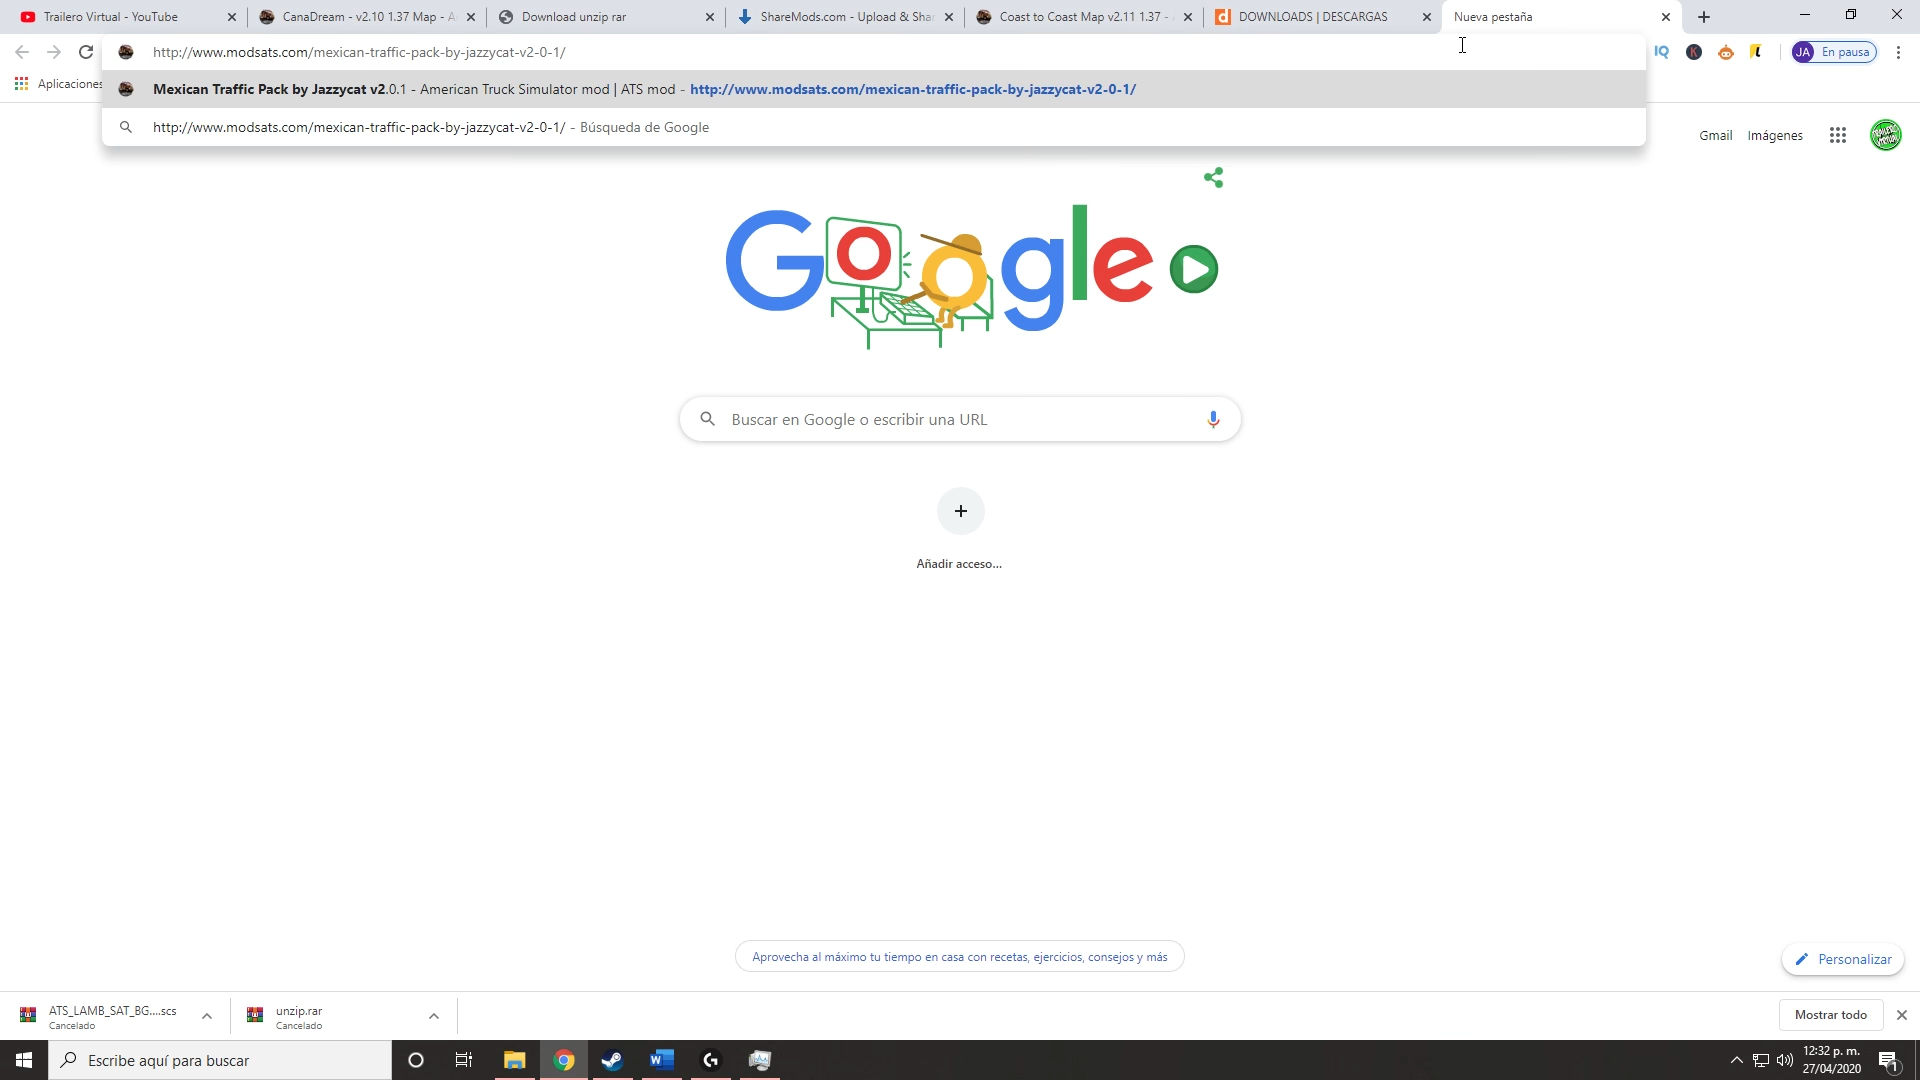 Trailero Virtual - YouTube
CanaDream - v2.10 1.37 Map - A
Download unzip rar
ShareMods.com - Upload & Shar
Coast to Coast Map v2.11 1.37 -
DOWNLOADS | DESCARGAS
Nueva pestaña
http://www.modsats.com/mexican-traffic-pack-by-jazzycat-v2-0-1/
IQ
K
JA En pausa
Aplicaciones
Mexican Traffic Pack by Jazzycat v2.0.1 - American Truck Simulator mod | ATS mod - http://www.modsats.com/mexican-traffic-pack-by-jazzycat-v2-0-1/
http://www.modsats.com/mexican-traffic-pack-by-jazzycat-v2-0-1/ - Búsqueda de Google
Gmail Imágenes
Google
Buscar en Google o escribir una URL
Añadir acceso...
Aprovecha al máximo tu tiempo en casa con recetas, ejercicios, consejos y más
Personalizar
ATS_LAMB_SAT_BG....scs
Cancelado
unzip.rar
Cancelado
Mostrar todo
Escribe aquí para buscar
12:32 p. m.
27/04/2020
1